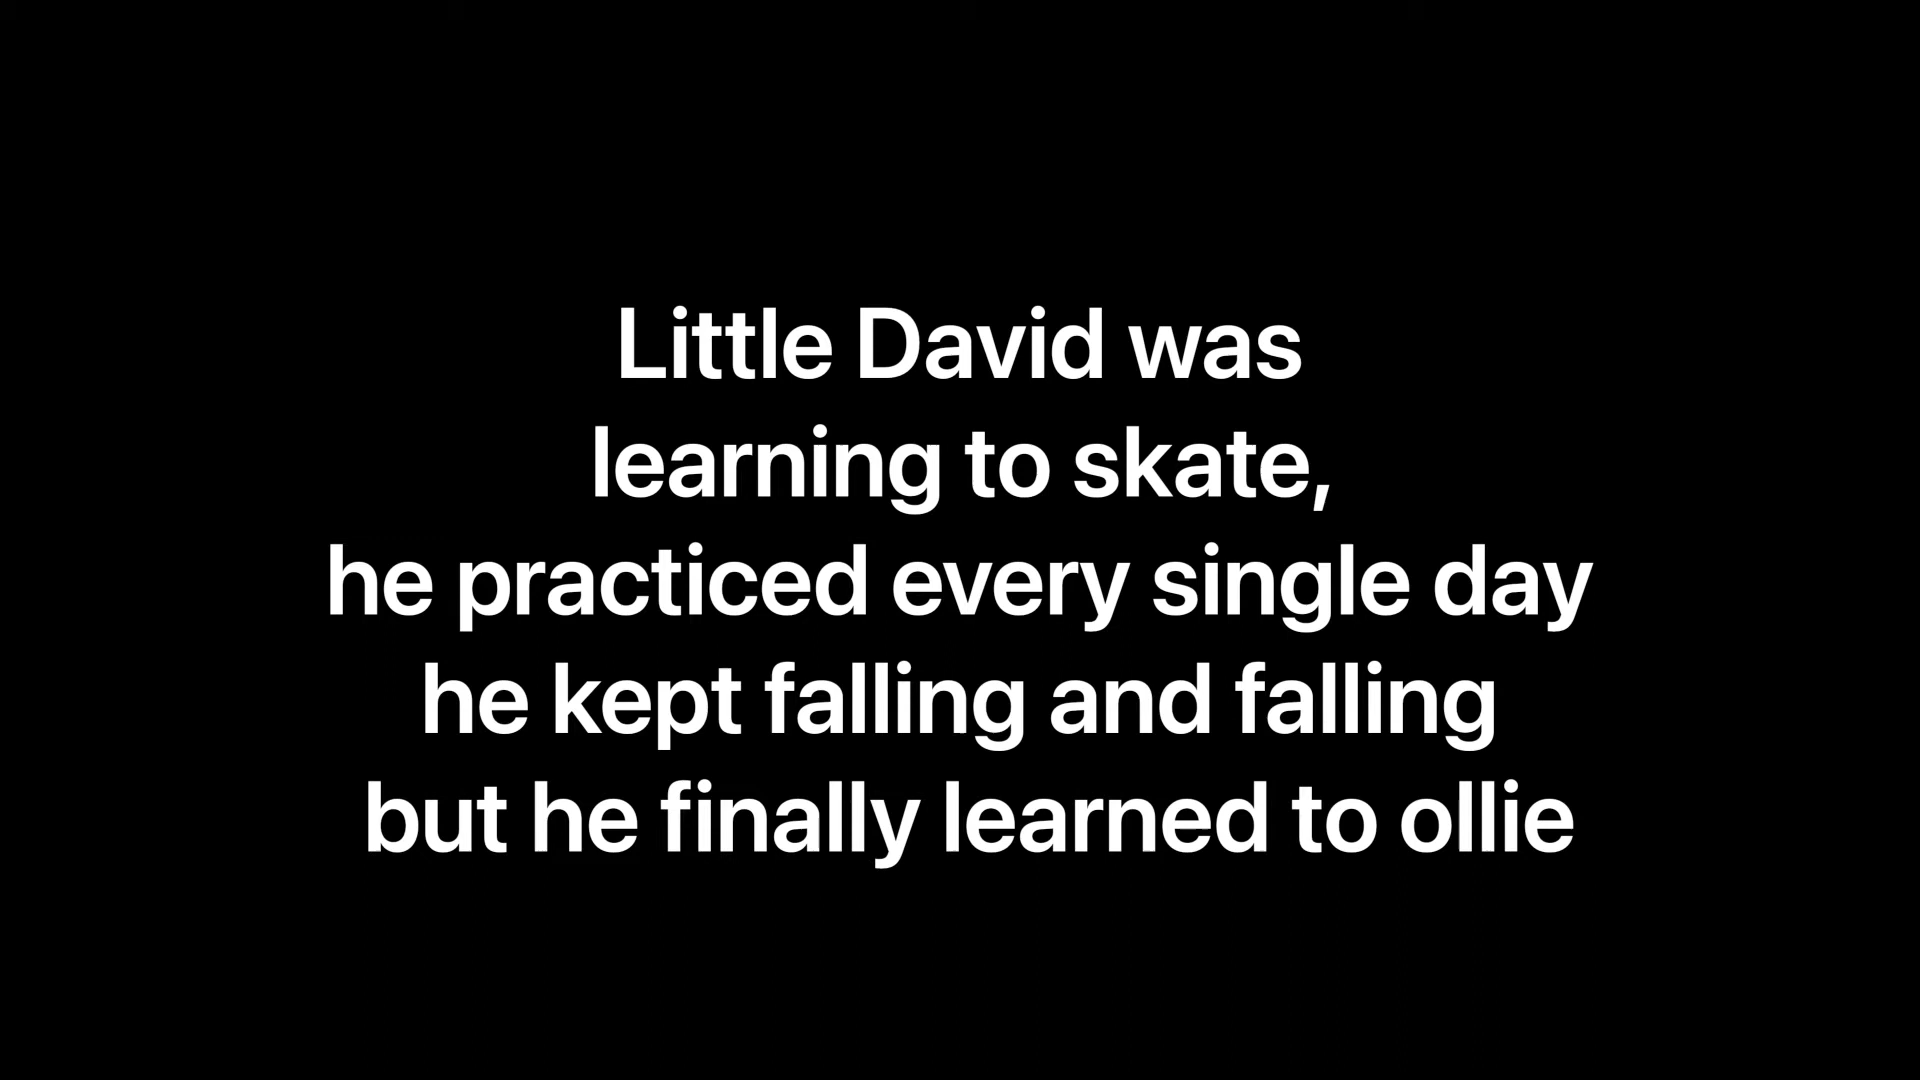 Little David was
learning to skate,
he practiced every single day
he kept falling and falling
but he finally learned to ollie